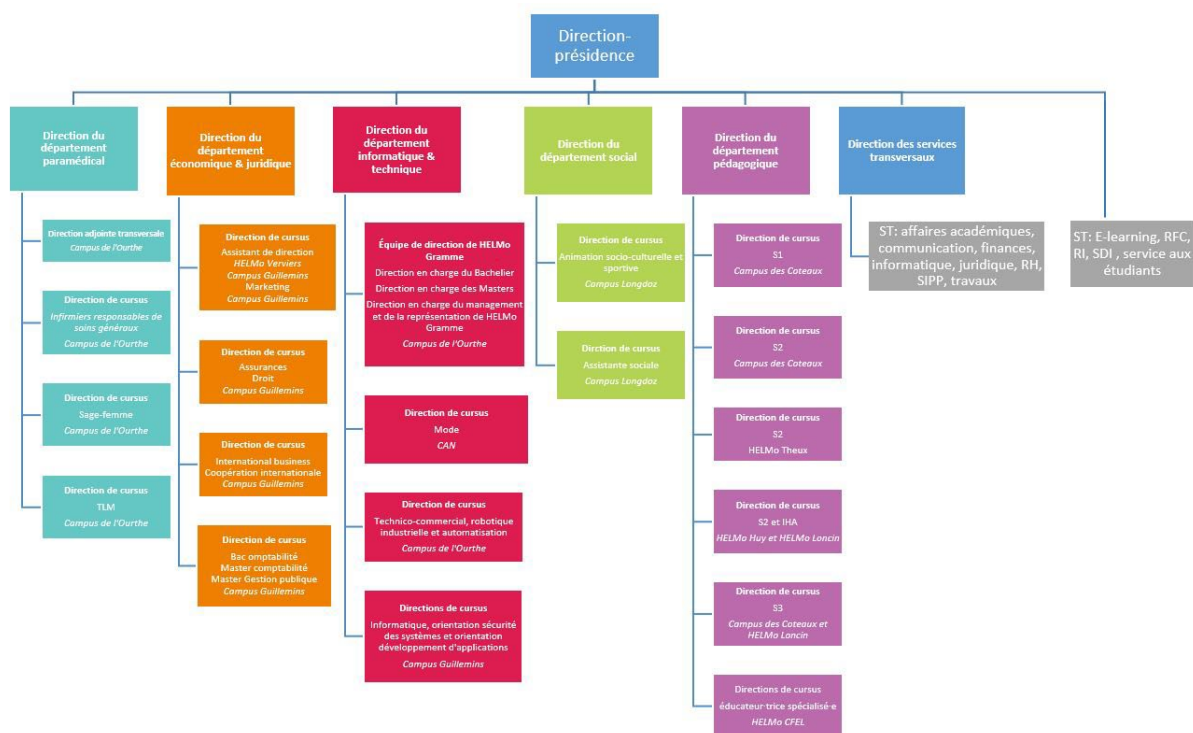 Direction-
présidence
Direction du
département
paramédical
Direction adjointe transversale
Campus de l'Ourthe
Direction de cursus
Infirmiers responsables de
soins généraux
Campus de l'Ourthe
Direction de cursus
Sage-femme
Campus de l'Ourthe
Direction de cursus
TLM
Campus de l'Ourthe
Direction du
département
économique & juridique
Direction de cursus
Assistant de direction
HELMo Verviers
Campus Guillemins
Marketing
Campus Guillemins
Direction de cursus
Assurances
Droit
Campus Guillemins
Direction de cursus
International business
Coopération internationale
Campus Guillemins
Direction de cursus
Bac omptabilité
Master comptabilité
Master Gestion publique
Campus Guillemins
Direction du
département
informatique &
technique
Équipe de direction de HELMo
Gramme
Direction en charge du Bachelier
Direction en charge des Masters
Direction en charge du management
et de la représentation de HELMo
Gramme
Campus de l'Ourthe
Direction de cursus
Mode
CAN
Direction de cursus
Technico-commercial, robotique
industrielle et automatisation
Campus de l'Ourthe
Directions de cursus
Informatique, orientation sécurité
des systèmes et orientation
développement d'applications
Campus Guillemins
Direction du
département social
Direction de cursus
Animation socio-culturelle et
sportive
Campus Longdoz
Dirction de cursus
Assistante sociale
Campus Longdoz
Direction du
département
pédagogique
Direction de cursus
S1
Campus des Coteaux
Direction de cursus
S2
Campus des Coteaux
Direction de cursus
S2
HELMo Theux
Direction de cursus
S2 et IHA
HELMo Huy et HELMo Loncin
Direction de cursus
S3
Campus des Coteaux et
HELMo Loncin
Directions de cursus
éducateur·trice spécialisé·e
HELMo CFEL
Direction des services
transversaux
ST: affaires académiques,
communication, finances,
informatique, juridique, RH,
SIPP, travaux
ST: E-learning, RFC,
RI, SDI , service aux
étudiants